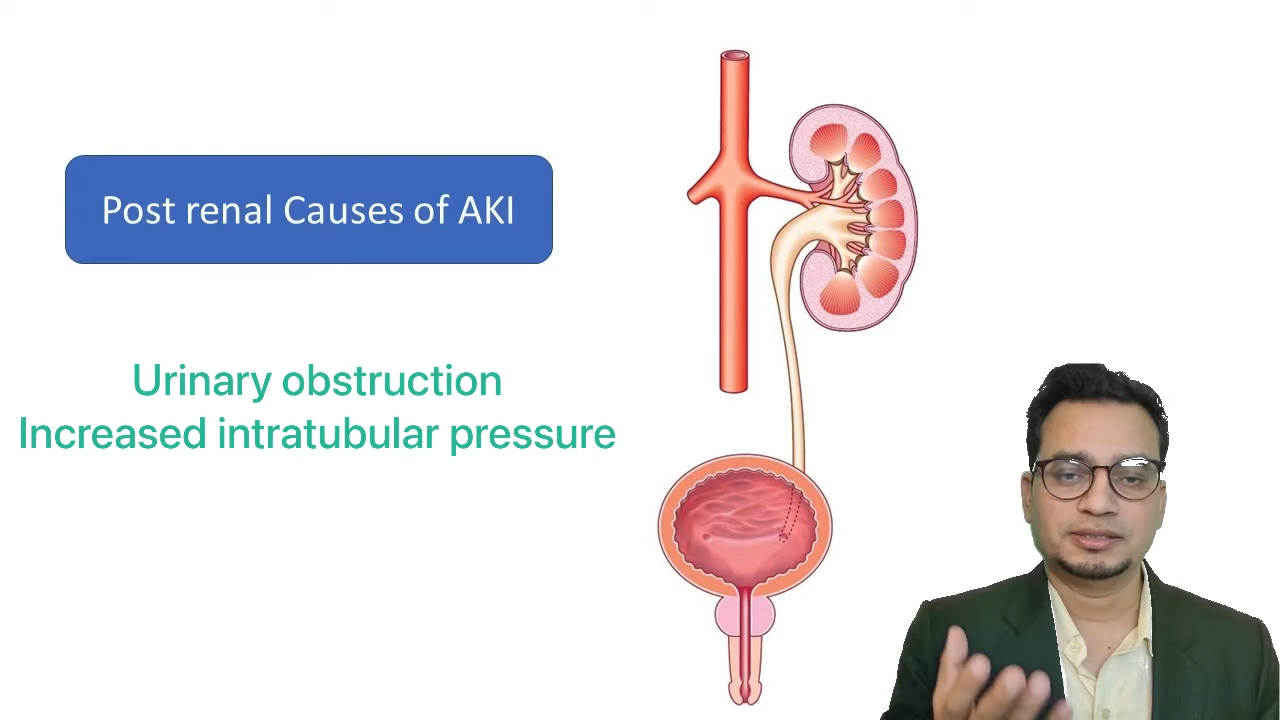 Post renal Causes of AKI
Urinary obstruction
Increased intratubular pressure